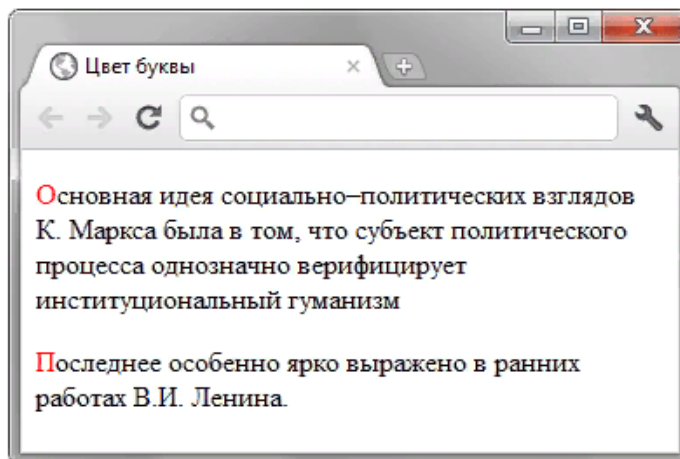 Цвет буквы
Основная идея социально–политических взглядов
К. Маркса была в том, что субъект политического
процесса однозначно верифицирует
институциональный гуманизм
Последнее особенно ярко выражено в ранних
работах В.И. Ленина.